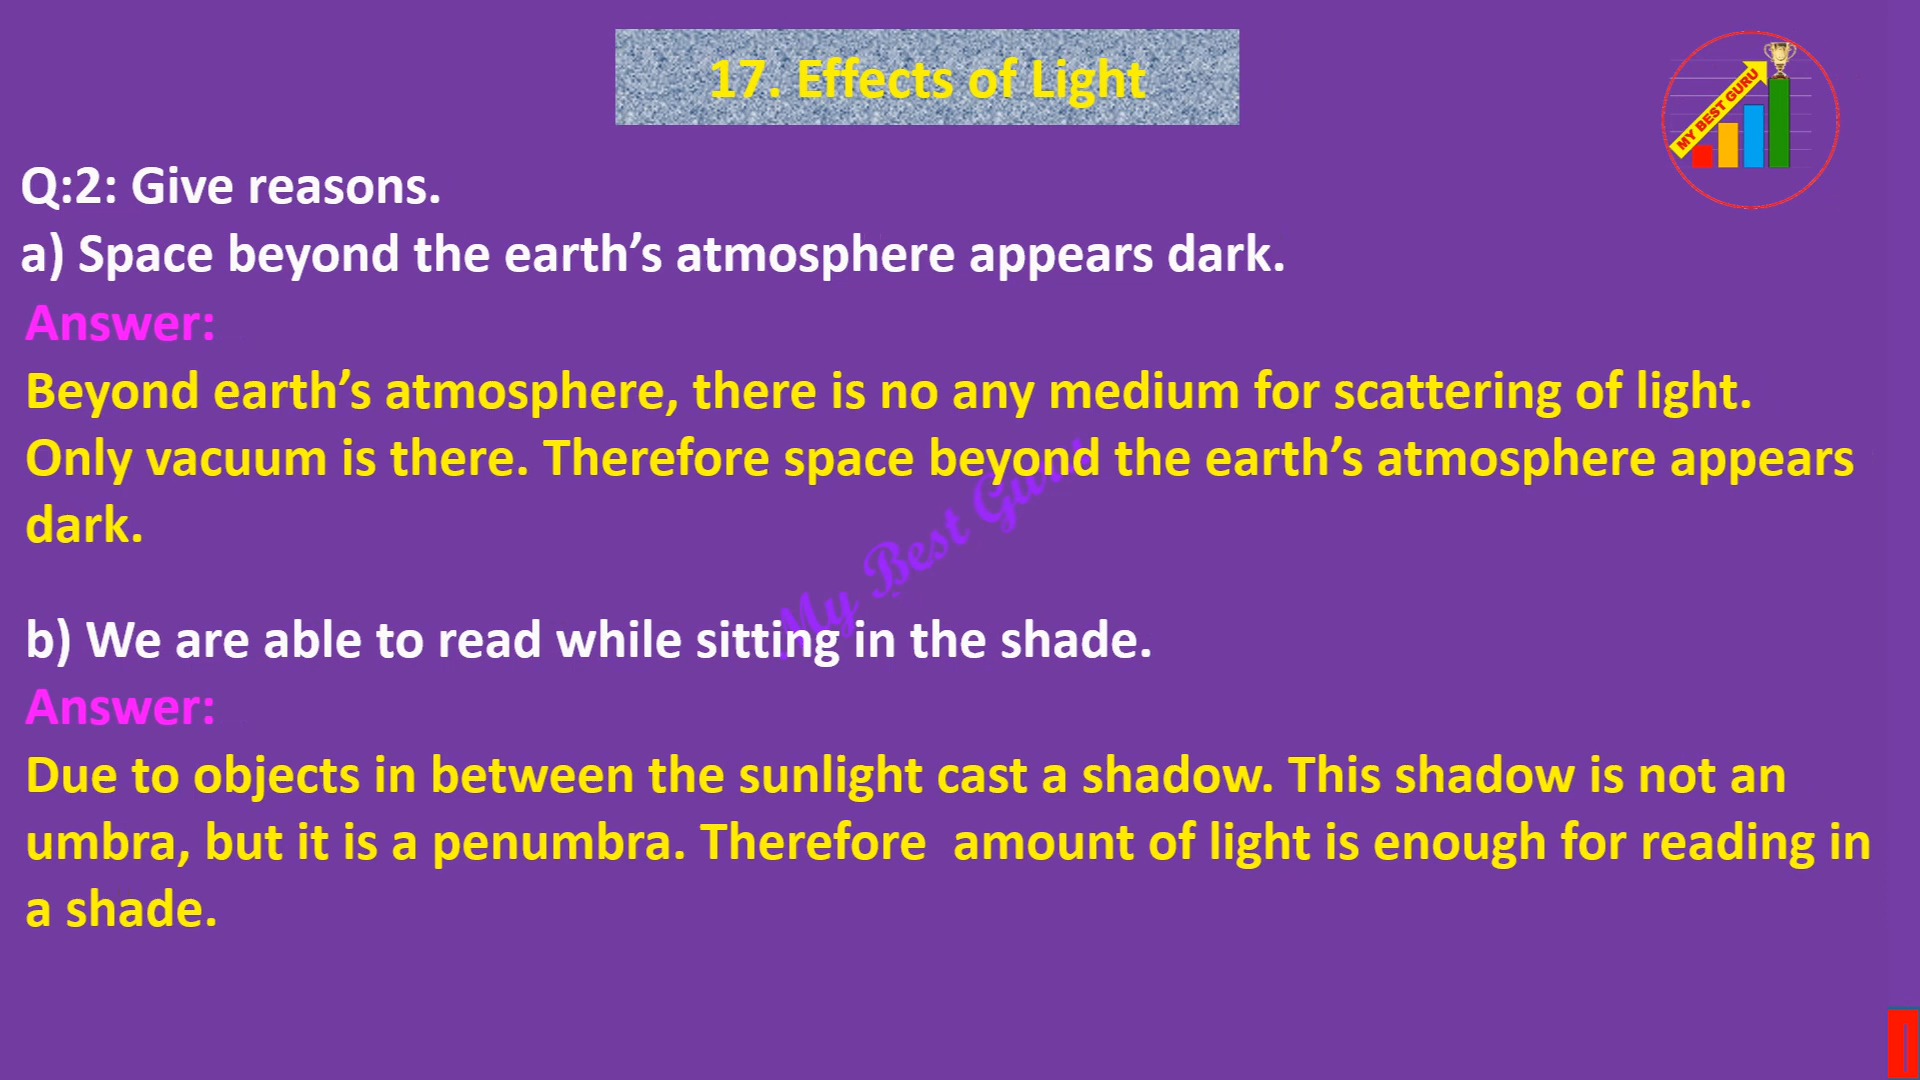 17. Effects of Light
MY BEST GURU
Q:2: Give reasons.
a) Space beyond the earth’s atmosphere appears dark.
Answer:
Beyond earth’s atmosphere, there is no any medium for scattering of light.
Only vacuum is there. Therefore space beyond the earth’s atmosphere appears
dark.
My Best Guru
b) We are able to read while sitting in the shade.
Answer:
Due to objects in between the sunlight cast a shadow. This shadow is not an
umbra, but it is a penumbra. Therefore  amount of light is enough for reading in
a shade.